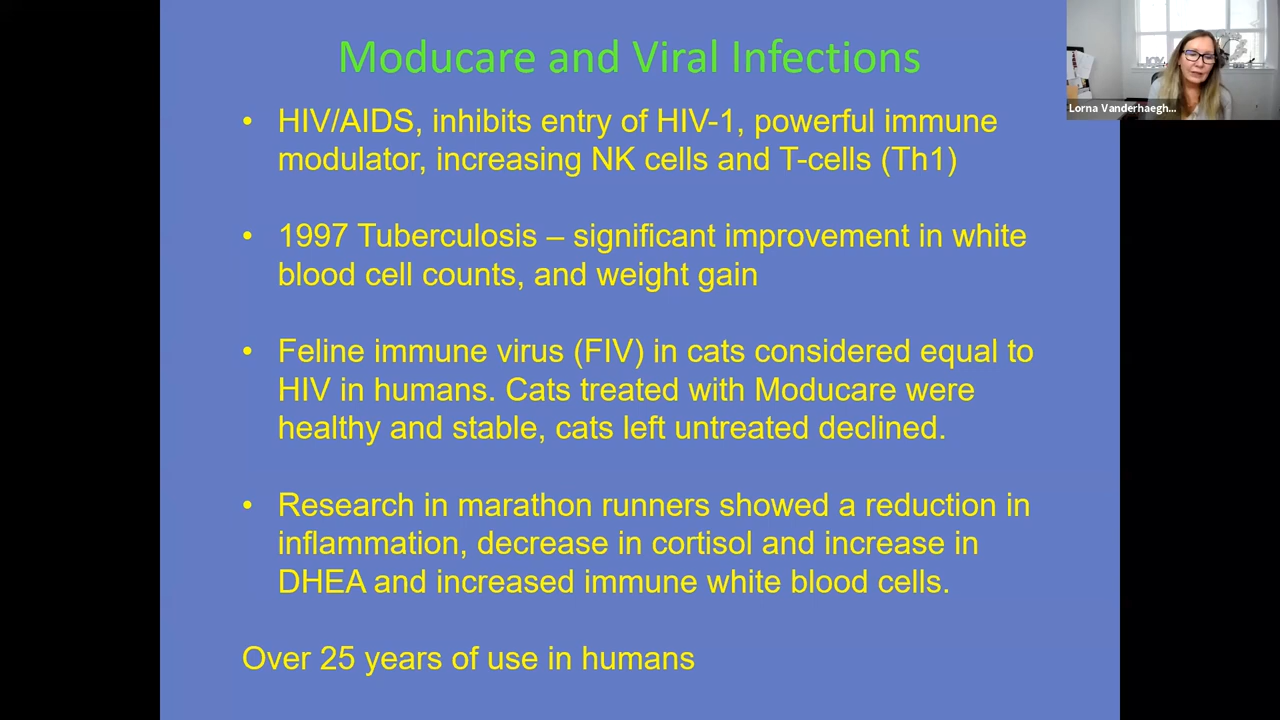 Moducare and Viral Infections
• HIV/AIDS, inhibits entry of HIV-1, powerful immune
modulator, increasing NK cells and T-cells (Th1)
• 1997 Tuberculosis – significant improvement in white
blood cell counts, and weight gain
• Feline immune virus (FIV) in cats considered equal to
HIV in humans. Cats treated with Moducare were
healthy and stable, cats left untreated declined.
• Research in marathon runners showed a reduction in
inflammation, decrease in cortisol and increase in
DHEA and increased immune white blood cells.
Over 25 years of use in humans
Lorna Vanderhaegh...